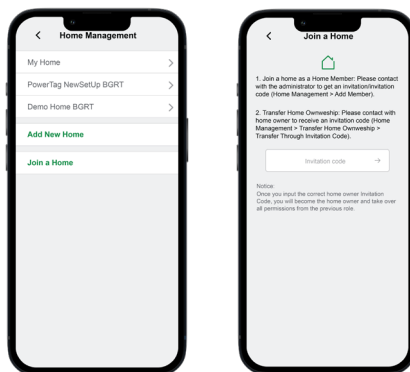 Home Management
My Home
PowerTag NewSetUp BGRT
Demo Home BGRT
Add New Home
Join a Home
Join a Home
1. Join a home as a Home Member: Please contact
with the administrator to get an invitation/invitation
code (Home Management > Add Member).
2. Transfer Home Ownweship: Please contact with
home owner to receive an invitation code (Home
Management > Transfer Home Ownweship >
Transfer Through Invitation Code).
Invitation code
Notice:
Once you input the correct home owner Invitation
Code, you will become the home owner and take over
all permissions from the previous role.